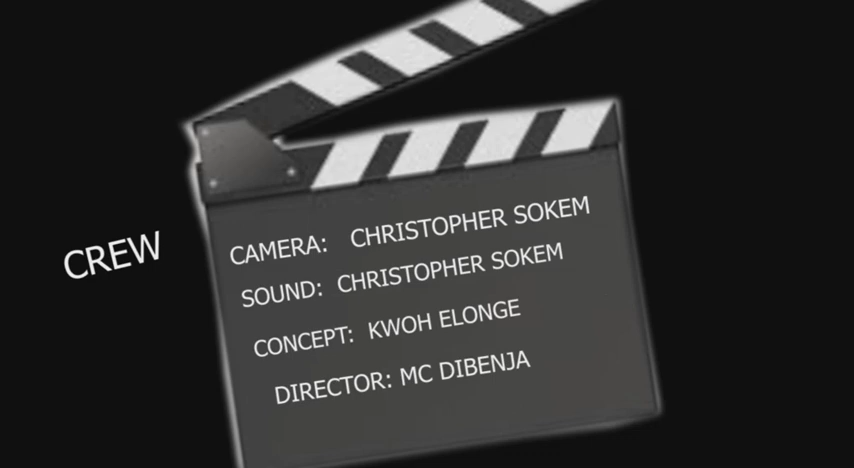 CREW
CAMERA: CHRISTOPHER SOKEM
SOUND: CHRISTOPHER SOKEM
CONCEPT: KWOH ELONGE
DIRECTOR: MC DIBENJA